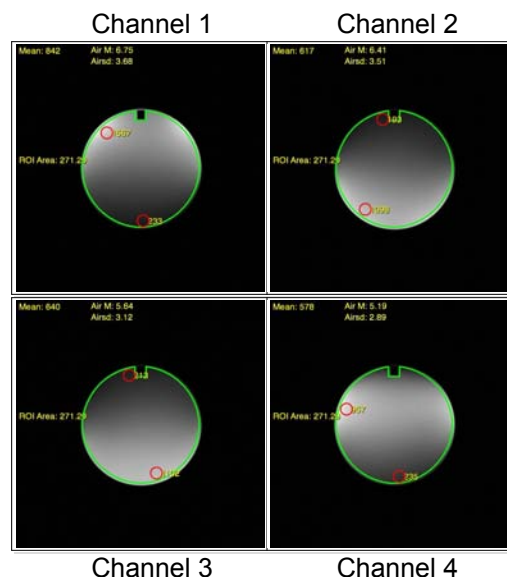 Channel 1
Channel 2
Mean: 842
Air M: 6.75
Airsd: 3.68
ROI Area: 271.29
233
Mean: 617
Air M: 6.41
Airsd: 3.51
ROI Area: 271.29
193
Mean: 640
Air M: 5.64
Airsd: 3.12
ROI Area: 271.29
213
Mean: 578
Air M: 5.19
Airsd: 2.89
ROI Area: 271.29
Channel 3
Channel 4